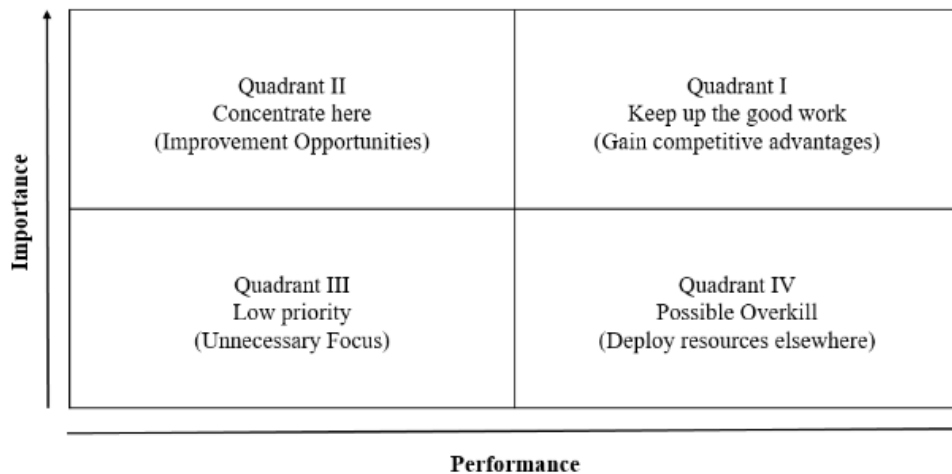 Quadrant II
Concentrate here
(Improvement Opportunities)
Quadrant I
Keep up the good work
(Gain competitive advantages)
Importance
Quadrant III
Low priority
(Unnecessary Focus)
Quadrant IV
Possible Overkill
(Deploy resources elsewhere)
Performance